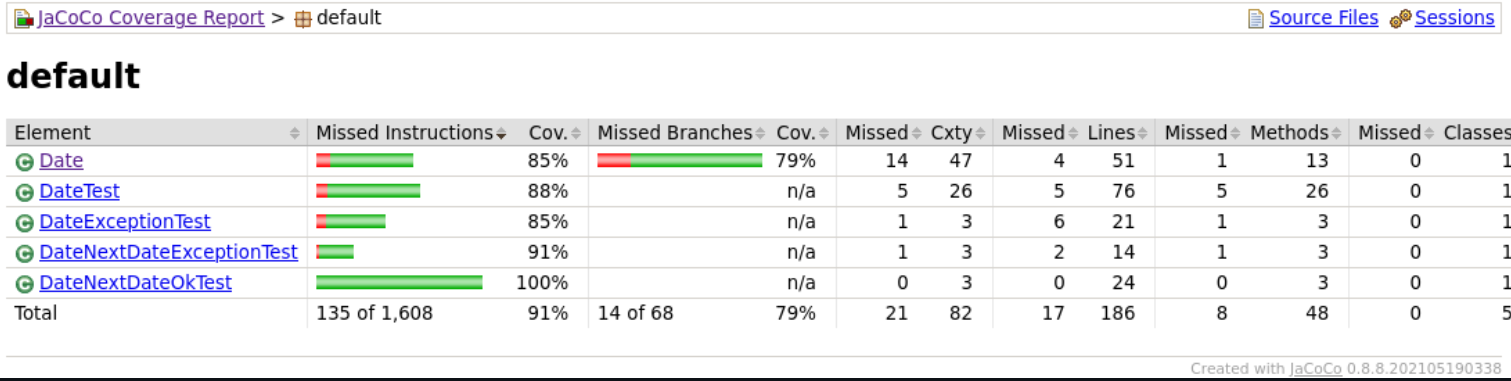 JaCoCo Coverage Report > default Source Files Sessions
default
Element Missed Instructions Cov. Missed Branches Cov. Missed Cxty Missed Lines Missed Methods Missed Classes
Date 85% 79% 14 47 4 51 1 13 0 1
DateTest 88% n/a 5 26 5 76 5 26 0 1
DateExceptionTest 85% n/a 1 3 6 21 1 3 0 1
DateNextDateExceptionTest 91% n/a 1 3 2 14 1 3 0 1
DateNextDateOkTest 100% n/a 0 3 0 24 0 3 0 1
Total 135 of 1,608 91% 14 of 68 79% 21 82 17 186 8 48 0 5
Created with JaCoCo 0.8.8.202105190338